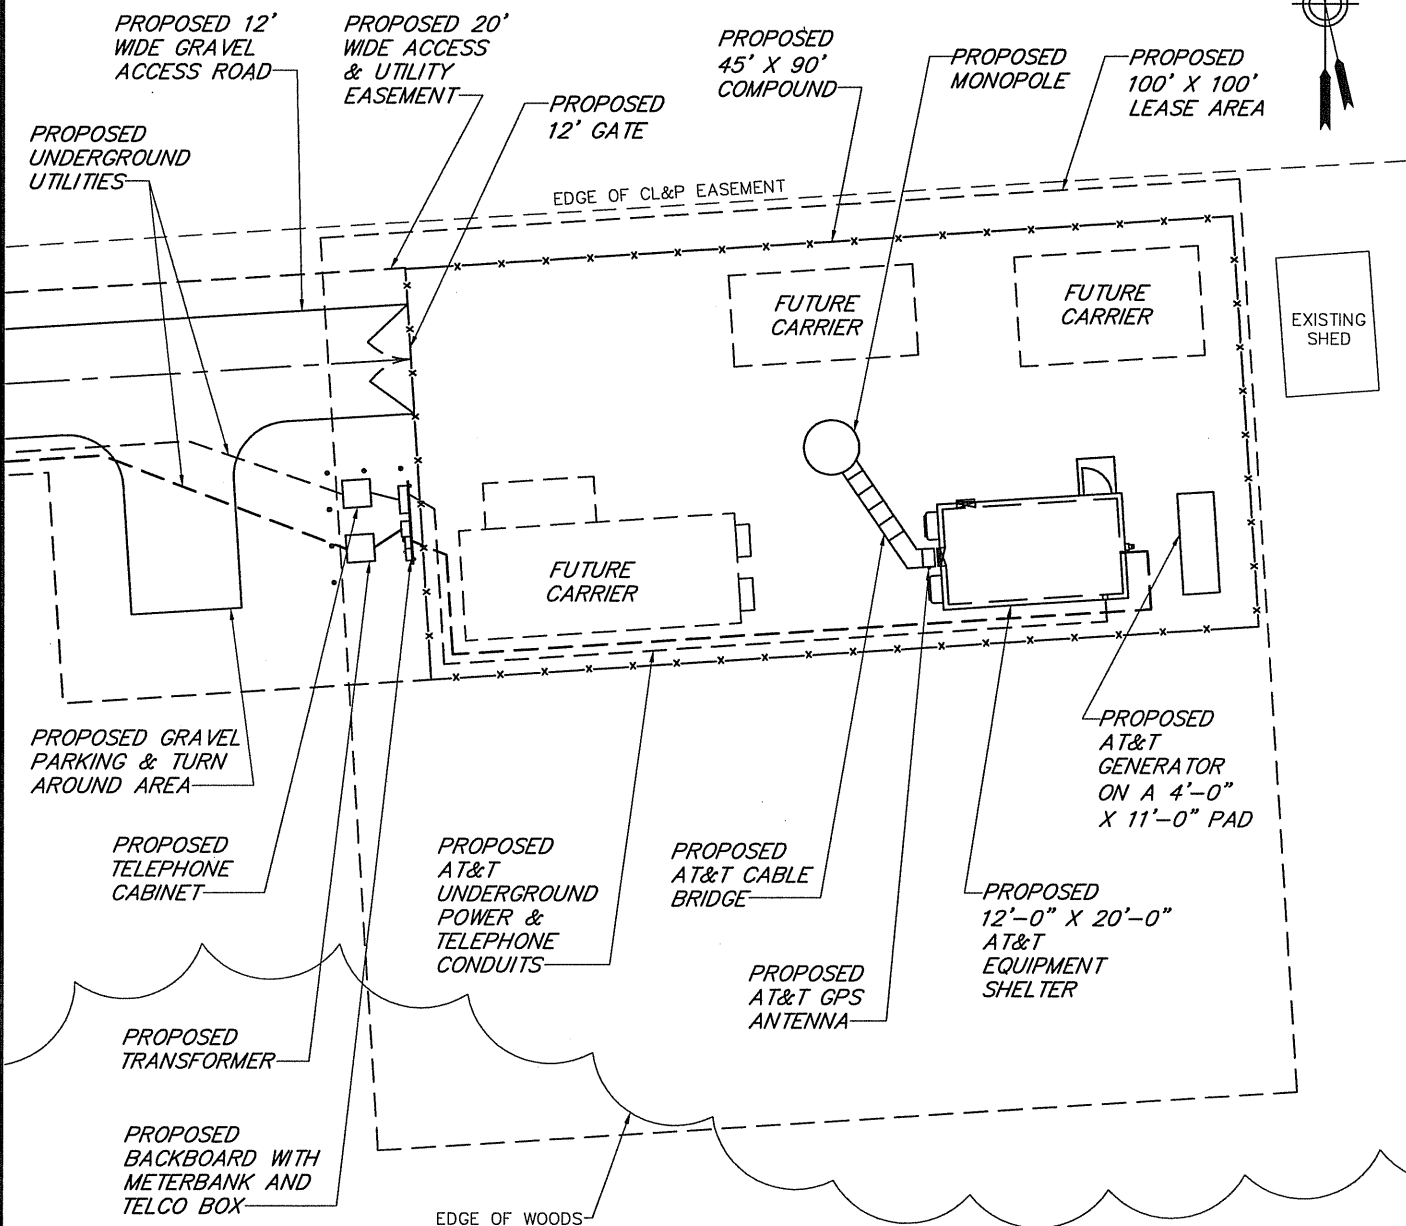 PROPOSED 12'
WIDE GRAVEL
ACCESS ROAD
PROPOSED 20'
WIDE ACCESS
& UTILITY
EASEMENT
PROPOSED
12' GATE
PROPOSED
45' X 90'
COMPOUND
PROPOSED
MONOPOLE
PROPOSED
100' X 100'
LEASE AREA
PROPOSED
UNDERGROUND
UTILITIES
EDGE OF CL&P EASEMENT
FUTURE
CARRIER
FUTURE
CARRIER
EXISTING
SHED
FUTURE
CARRIER
PROPOSED GRAVEL
PARKING & TURN
AROUND AREA
PROPOSED
TELEPHONE
CABINET
PROPOSED
AT&T
UNDERGROUND
POWER &
TELEPHONE
CONDUITS
PROPOSED
AT&T CABLE
BRIDGE
PROPOSED
AT&T GPS
ANTENNA
PROPOSED
12'-0" X 20'-0"
AT&T
EQUIPMENT
SHELTER
PROPOSED
AT&T
GENERATOR
ON A 4'-0"
X 11'-0" PAD
PROPOSED
TRANSFORMER
PROPOSED
BACKBOARD WITH
METERBANK AND
TELCO BOX
EDGE OF WOODS